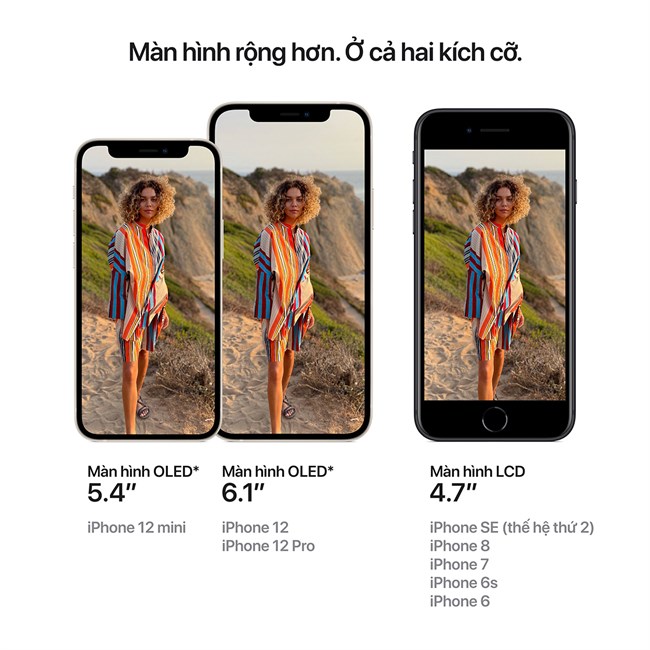 Màn hình rộng hơn. Ở cả hai kích cỡ.
Màn hình OLED*
5.4″
iPhone 12 mini
Màn hình OLED*
6.1″
iPhone 12
iPhone 12 Pro
Màn hình LCD
4.7″
iPhone SE (thế hệ thứ 2)
iPhone 8
iPhone 7
iPhone 6s
iPhone 6